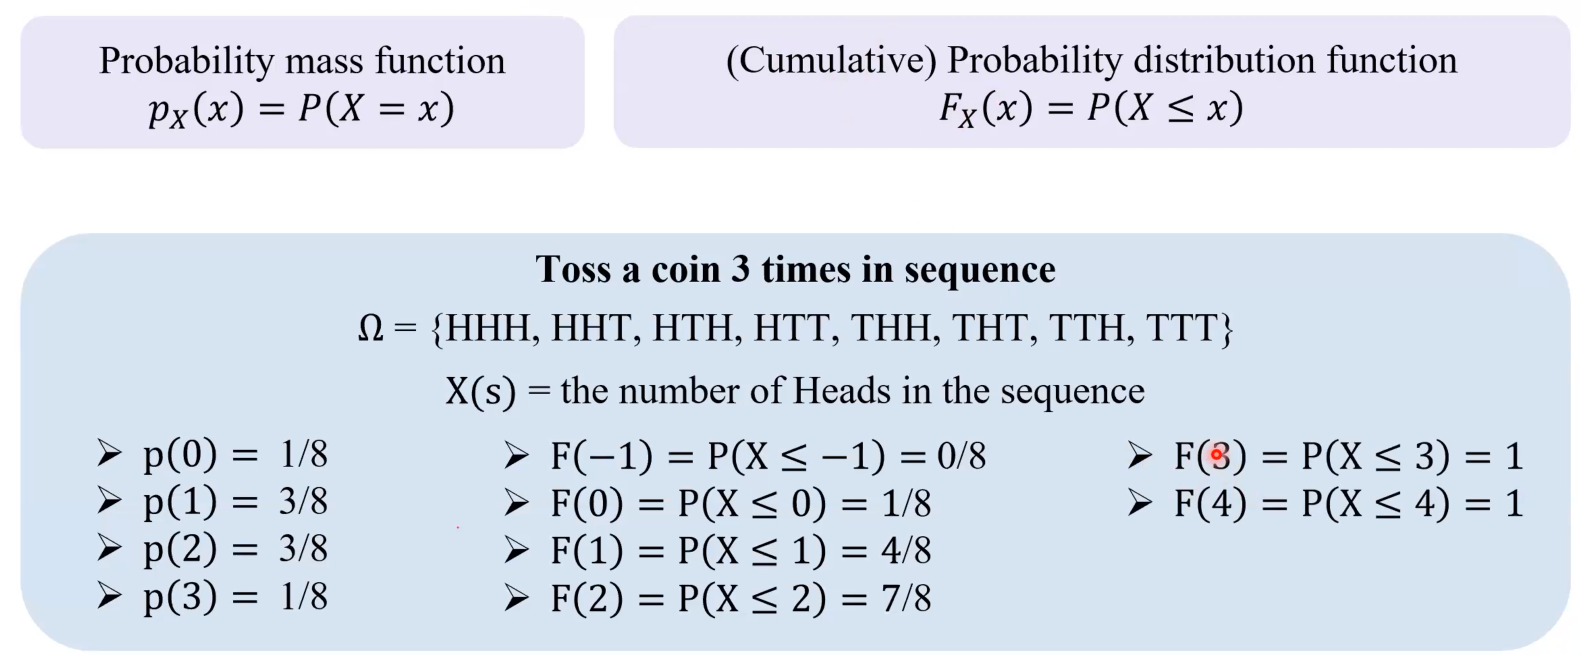 Probability mass function
p_X(x) = P(X = x)
(Cumulative) Probability distribution function
F_X(x) = P(X ≤ x)
Toss a coin 3 times in sequence
Ω = {HHH, HHT, HTH, HTT, THH, THT, TTH, TTT}
X(s) = the number of Heads in the sequence
➢ p(0) = 1/8
➢ p(1) = 3/8
➢ p(2) = 3/8
➢ p(3) = 1/8
➢ F(−1) = P(X ≤ −1) = 0/8
➢ F(0) = P(X ≤ 0) = 1/8
➢ F(1) = P(X ≤ 1) = 4/8
➢ F(2) = P(X ≤ 2) = 7/8
➢ F(3) = P(X ≤ 3) = 1
➢ F(4) = P(X ≤ 4) = 1